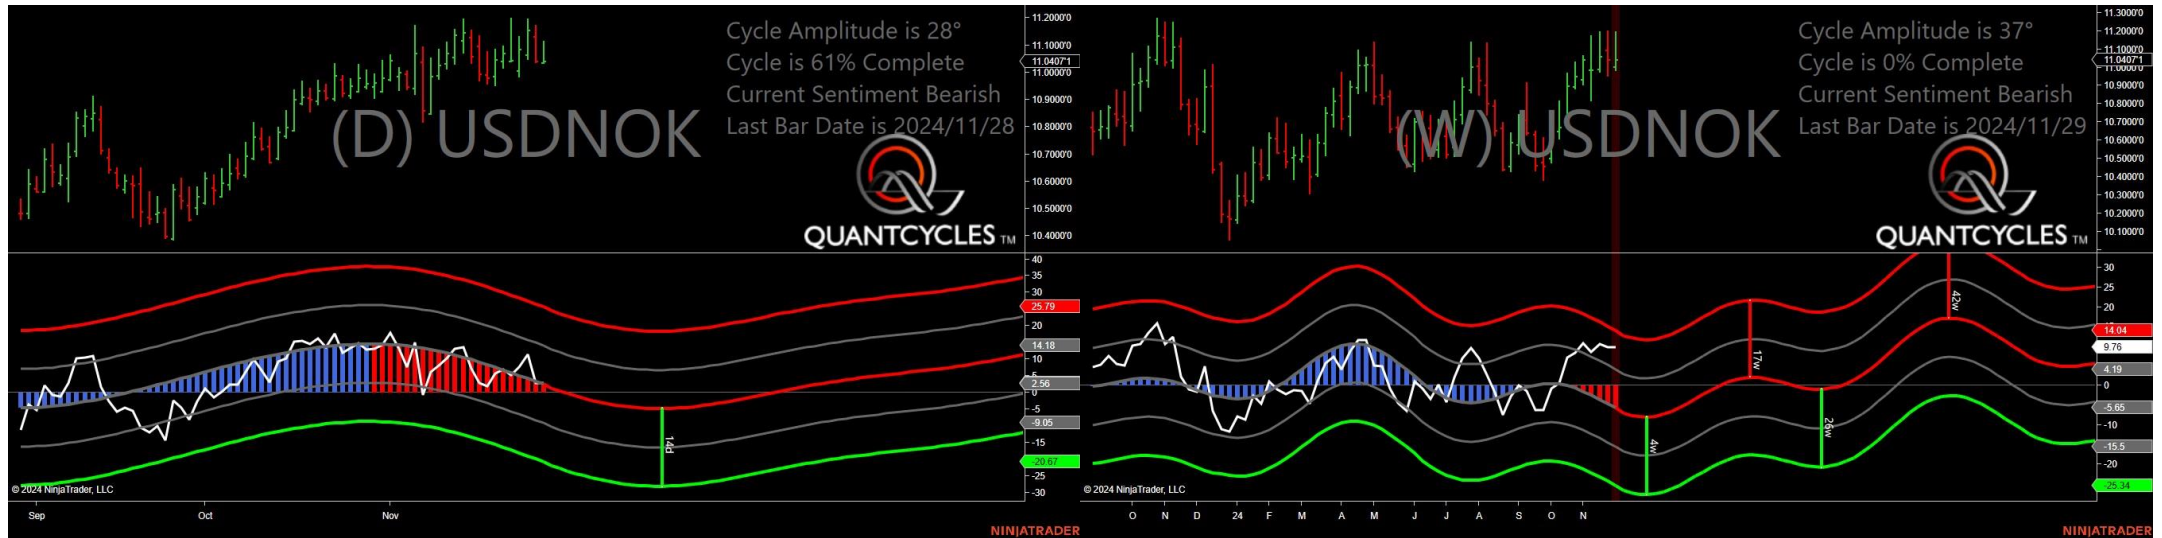 Cycle Amplitude is 28°
Cycle is 61% Complete
Current Sentiment Bearish
Last Bar Date is 2024/11/28
(D) USDNOK
QUANTCYCLES TM
11.2000'0
11.1000'0
11.0407'1
11.0000'0
10.9000'0
10.8000'0
10.7000'0
10.6000'0
10.5000'0
10.4000'0
40
35
30
25.79
20
14.18
10
5
2.56
0
-5
-9.05
-15
-20.67
-25
-30
14d
© 2024 NinjaTrader, LLC
Sep Oct Nov
NINJATRADER
Cycle Amplitude is 37°
Cycle is 0% Complete
Current Sentiment Bearish
Last Bar Date is 2024/11/29
(W) USDNOK
QUANTCYCLES TM
11.3000'0
11.2000'0
11.1000'0
11.0407'1
10.9000'0
10.8000'0
10.7000'0
10.6000'0
10.5000'0
10.4000'0
10.3000'0
10.2000'0
10.1000'0
30
25
20
14.04
9.76
4.19
0
-5.65
-10
-15.5
-20
-25.34
4w
17w
26w
42w
© 2024 NinjaTrader, LLC
O N D 24 F M A M J J A S O N
NINJATRADER